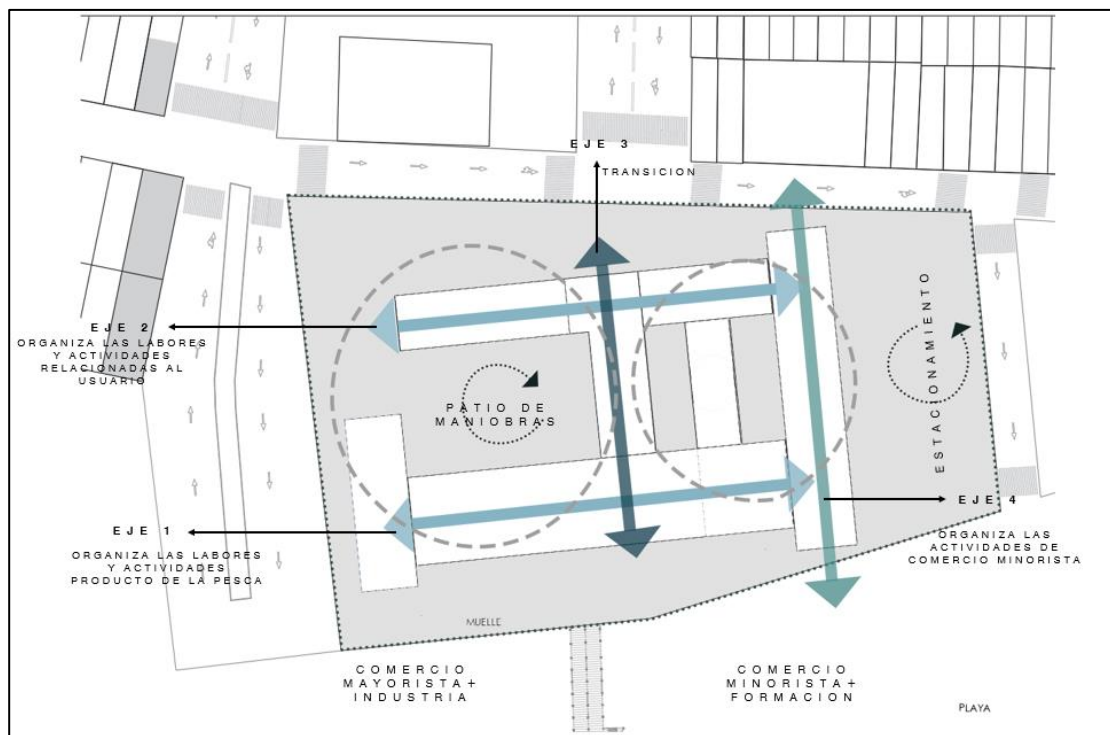 EJE 3
TRANSICION
EJE 2
ORGANIZA LAS LABORES
Y ACTIVIDADES
RELACIONADAS AL
USUARIO
PATIO DE
MANIOBRAS
ESTACIONAMIENTO
EJE 1
ORGANIZA LAS LABORES
Y ACTIVIDADES
PRODUCTO DE LA PESCA
EJE 4
ORGANIZA LAS
ACTIVIDADES DE
COMERCIO MINORISTA
MUELLE
COMERCIO
MAYORISTA+
INDUSTRIA
COMERCIO
MINORISTA+
FORMACION
PLAYA